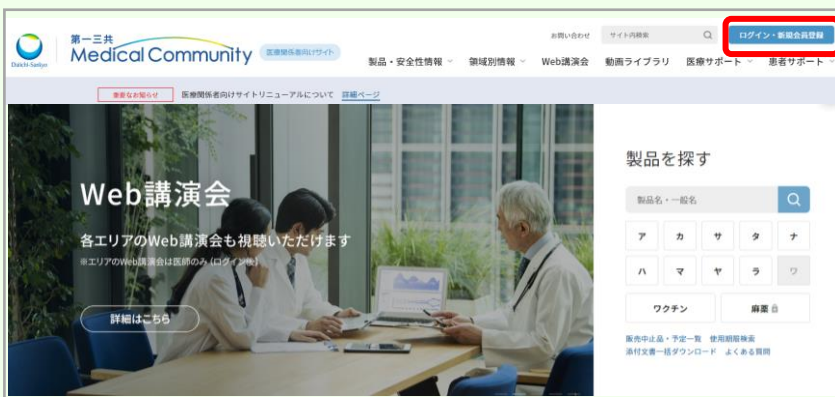 お問い合わせ
サイト内検索
ログイン・新規会員登録
Daiichi-Sankyo
第一三共
Medical Community
医療関係者向けサイト
製品・安全性情報
領域別情報
Web講演会
動画ライブラリ
医療サポート
患者サポート
重要なお知らせ
医療関係者向けサイトリニューアルについて 詳細ページ
Web講演会
各エリアのWeb講演会も視聴いただけます
※エリアのWeb講演会は医師のみ(ログイン後)
詳細はこちら
製品を探す
製品名・一般名
ア カ サ タ ナ
ハ マ ヤ ラ ワ
ワクチン 麻薬
販売中止品・予定一覧 使用期限検索
添付文書一括ダウンロード よくある質問